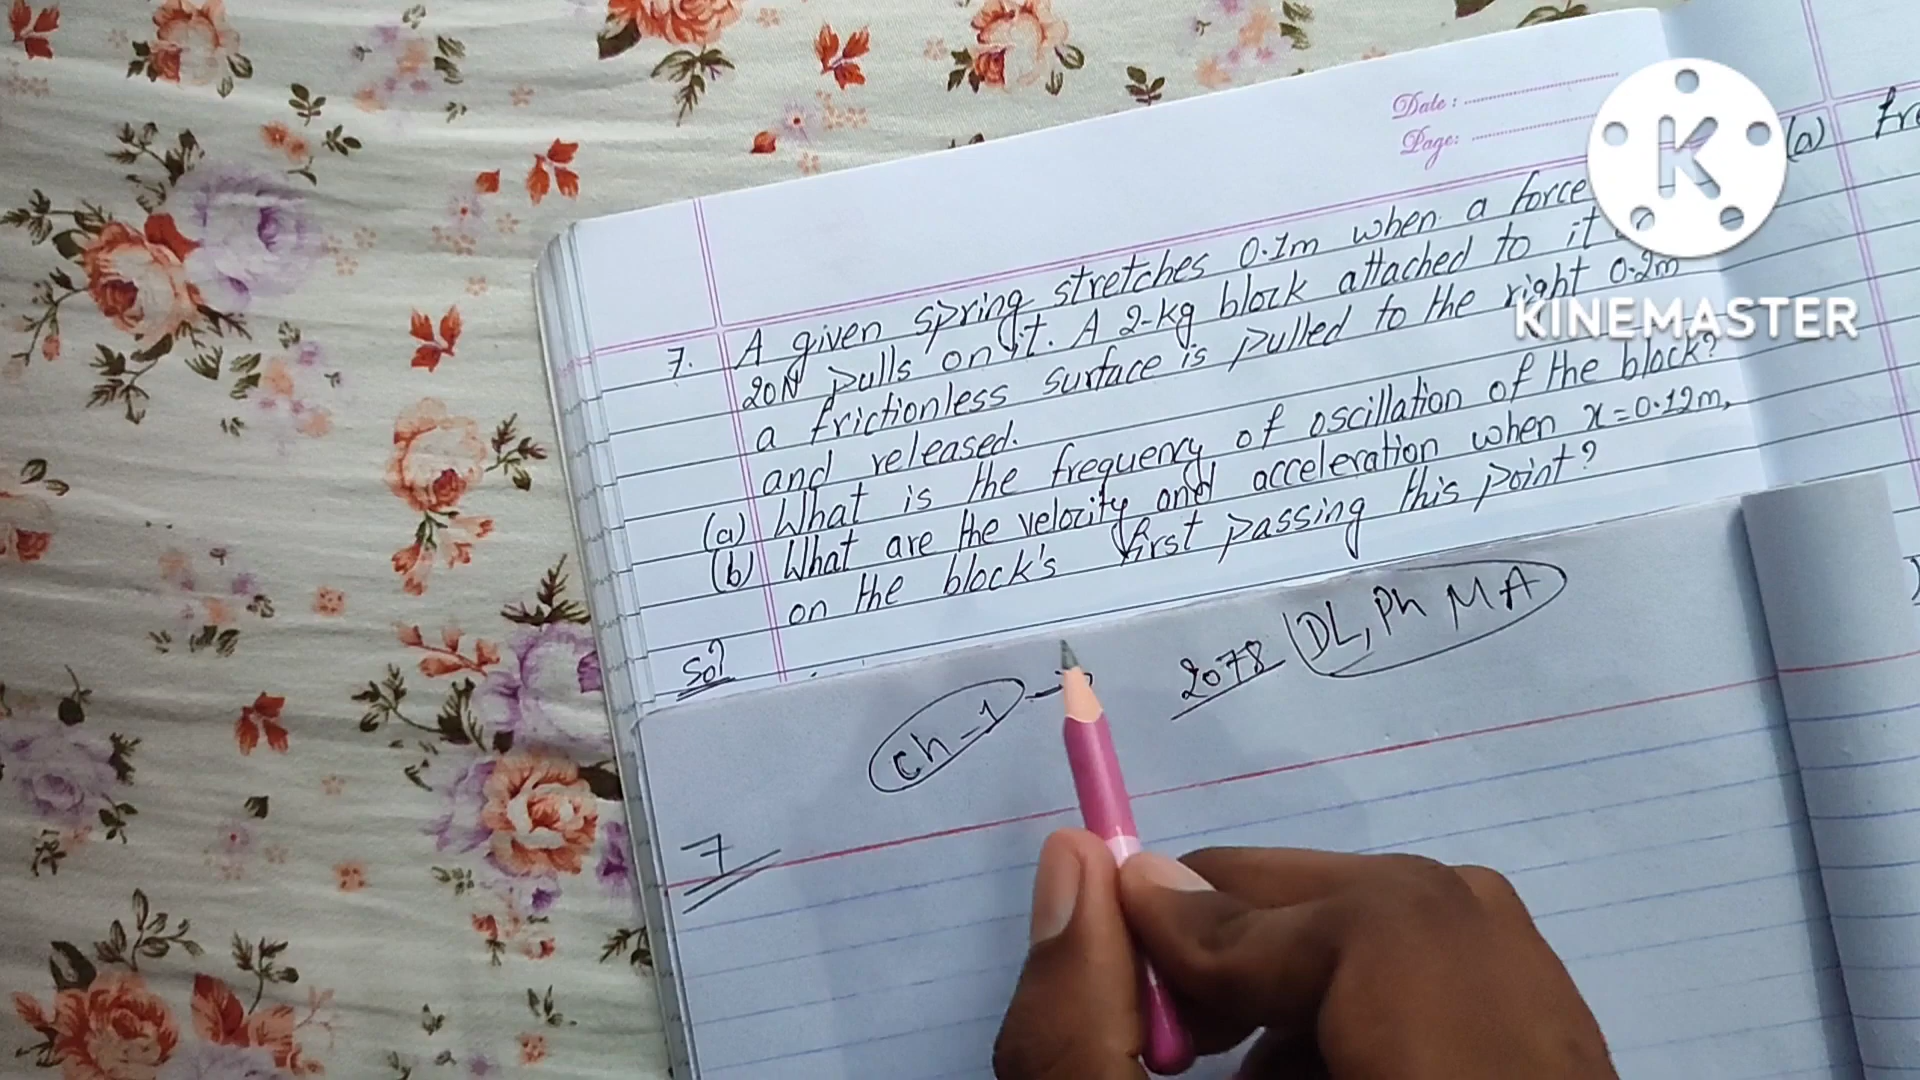 Date :
Page:
(a)
7. A given spring stretches 0.1m when a force
20N pulls on it. A 2-kg block attached to it
a frictionless surface is pulled to the right 0.2m
and released.
(a) What is the frequency of oscillation of the block?
(b) What are the velocity and acceleration when x=0.12m,
on the block's first passing this point?
Sol
Ch-1
2078 DL, Ph M A
7
K
KINEMASTER